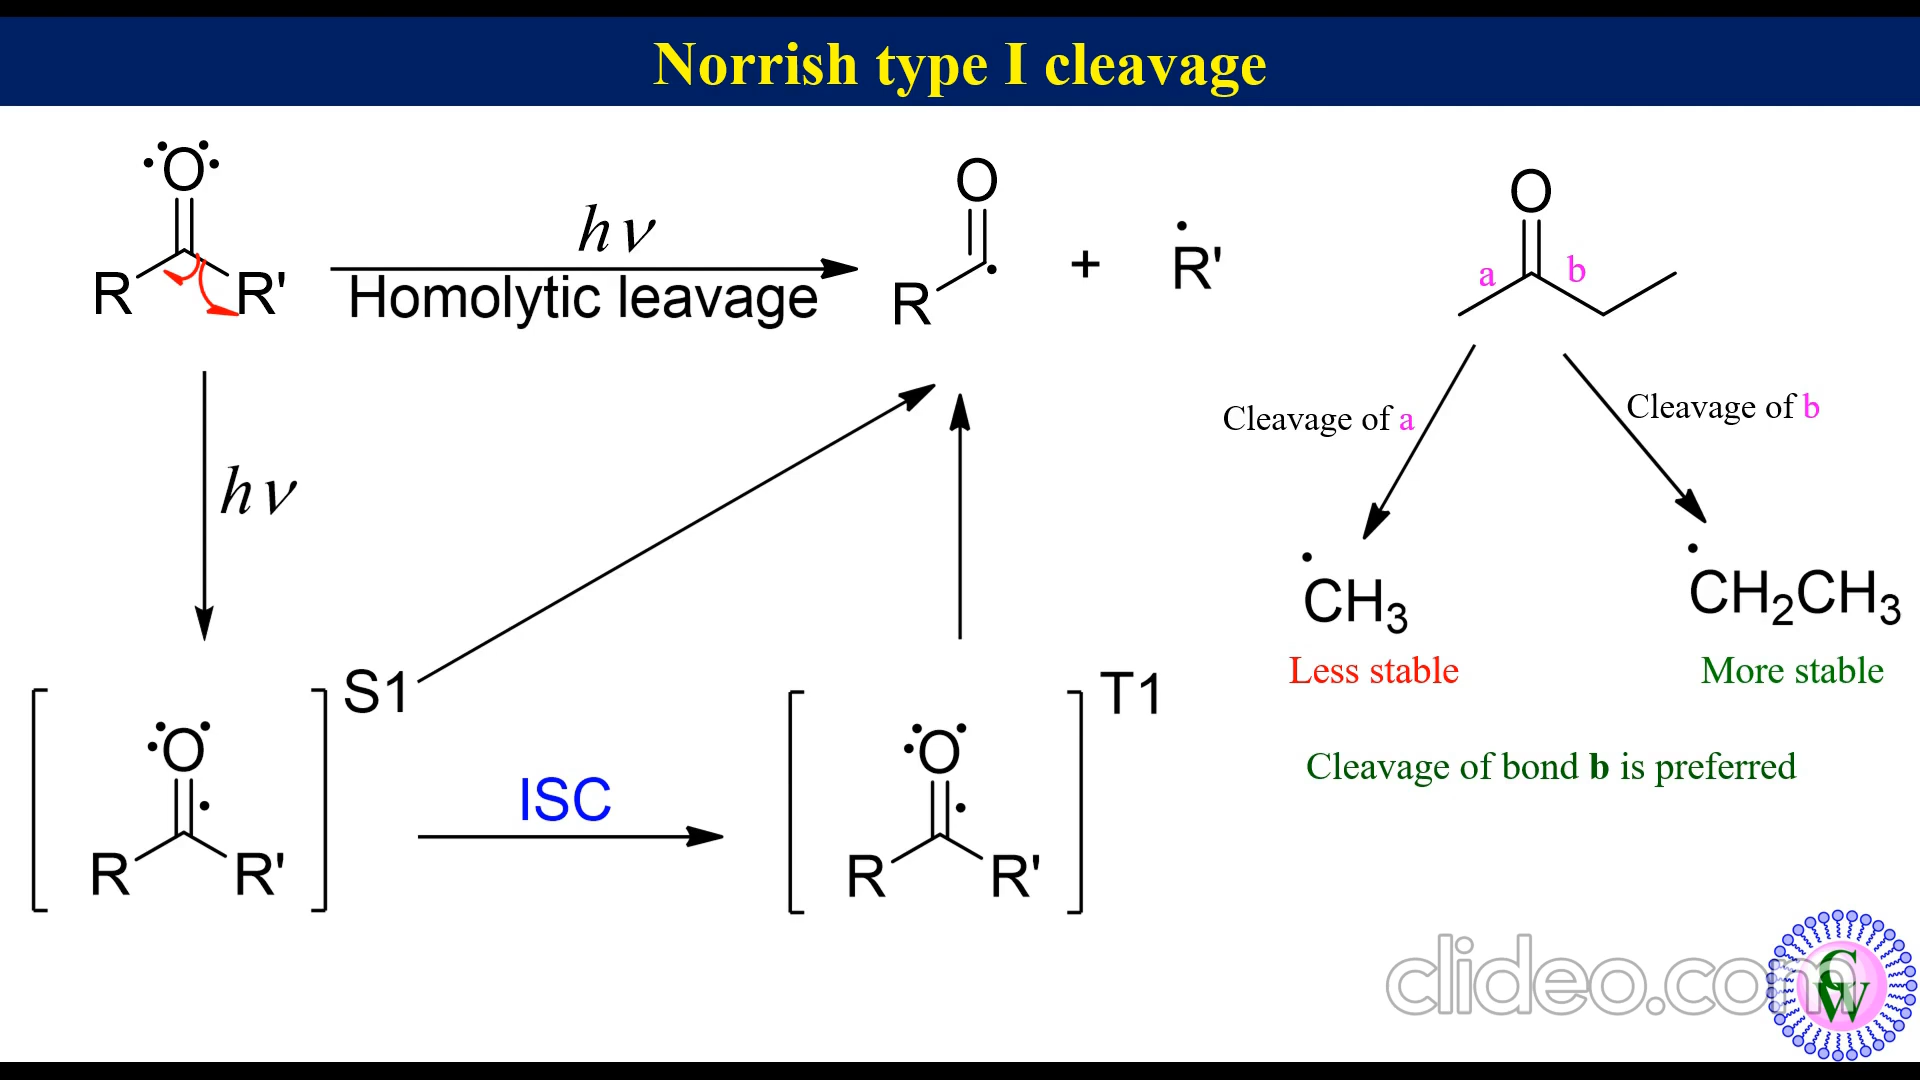 Norrish type I cleavage
O
R
R'
hν
Homolytic leavage
O
R
+
R'
O
a
b
hν
Cleavage of a
Cleavage of b
CH3
CH2CH3
Less stable
More stable
S1
O
R
R'
ISC
T1
O
R
R'
Cleavage of bond b is preferred
clideo.com
CW